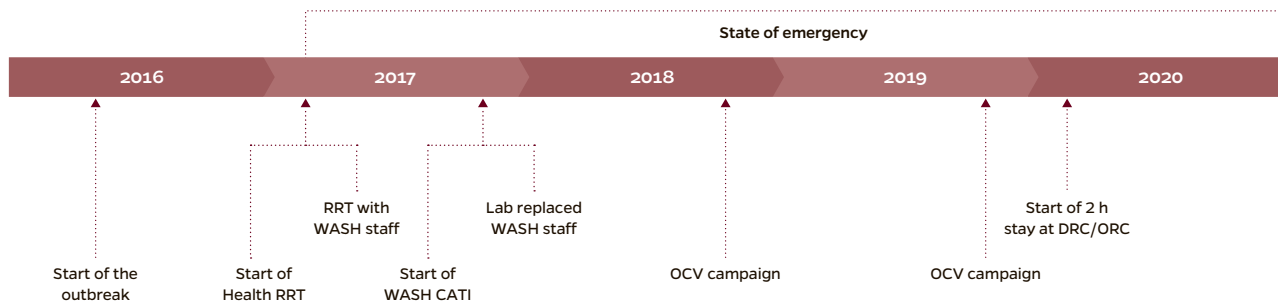 State of emergency
2016
2017
2018
2019
2020
RRT with
WASH staff
Lab replaced
WASH staff
Start of 2 h
stay at DRC/ORC
Start of the
outbreak
Start of
Health RRT
Start of
WASH CATI
OCV campaign
OCV campaign